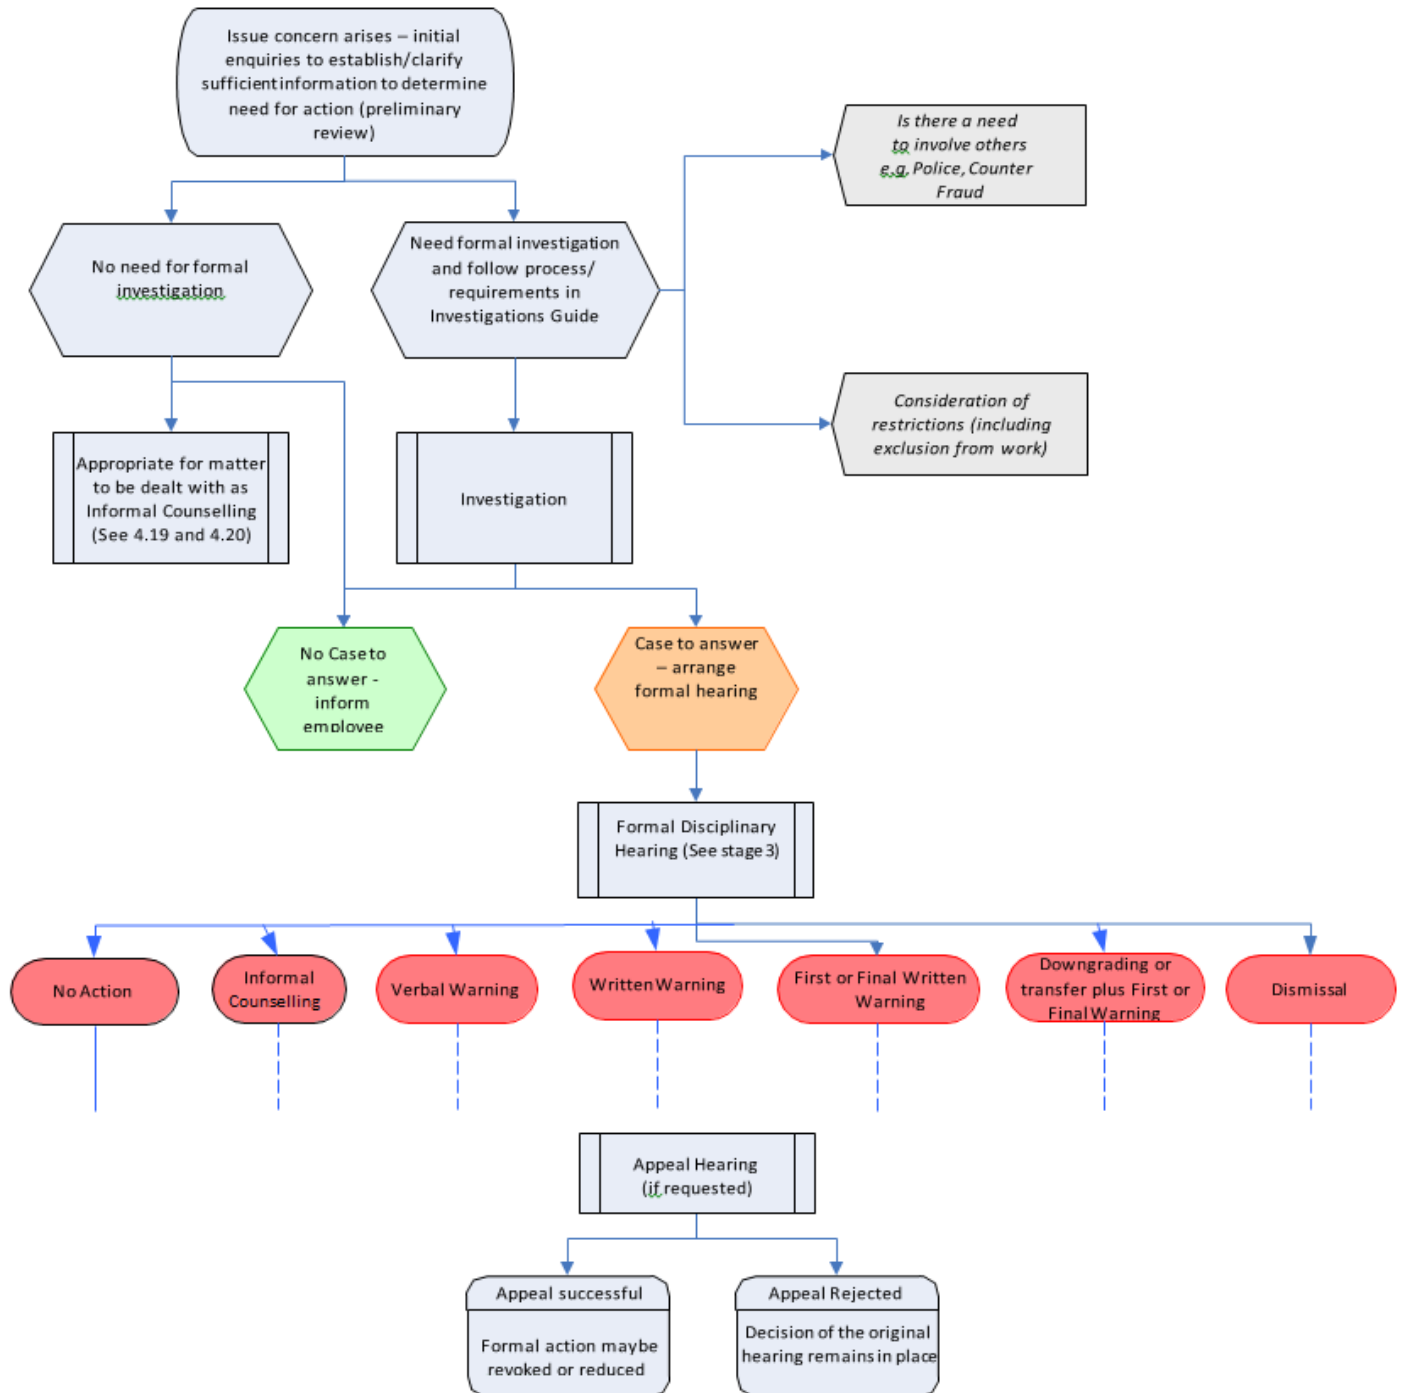 Issue concern arises – initial
enquiries to establish/clarify
sufficient information to determine
need for action (preliminary
review)
Is there a need
to involve others
e.g. Police, Counter
Fraud
No need for formal
investigation
Need formal investigation
and follow process/
requirements in
Investigations Guide
Consideration of
restrictions (including
exclusion from work)
Appropriate for matter
to be dealt with as
Informal Counselling
(See 4.19 and 4.20)
Investigation
No Case to
answer -
inform
employee
Case to answer
– arrange
formal hearing
Formal Disciplinary
Hearing (See stage 3)
No Action
Informal
Counselling
Verbal Warning
Written Warning
First or Final Written
Warning
Downgrading or
transfer plus First or
Final Warning
Dismissal
Appeal Hearing
(if requested)
Appeal successful
Formal action maybe
revoked or reduced
Appeal Rejected
Decision of the original
hearing remains in place